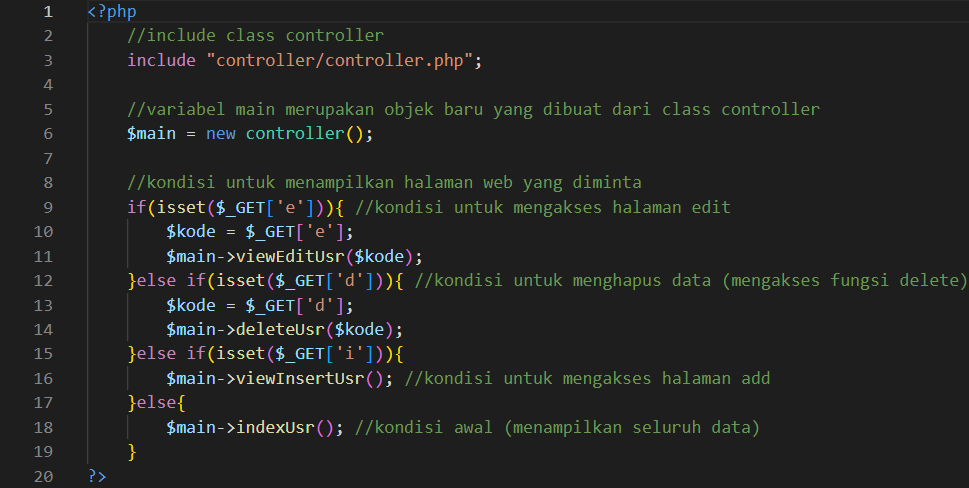 1 <?php
2 //include class controller
3 include "controller/controller.php";
4
5 //variabel main merupakan objek baru yang dibuat dari class controller
6 $main = new controller();
7
8 //kondisi untuk menampilkan halaman web yang diminta
9 if(isset($_GET['e'])){ //kondisi untuk mengakses halaman edit
10 $kode = $_GET['e'];
11 $main->viewEditUsr($kode);
12 }else if(isset($_GET['d'])){ //kondisi untuk menghapus data (mengakses fungsi delete)
13 $kode = $_GET['d'];
14 $main->deleteUsr($kode);
15 }else if(isset($_GET['i'])){
16 $main->viewInsertUsr(); //kondisi untuk mengakses halaman add
17 }else{
18 $main->indexUsr(); //kondisi awal (menampilkan seluruh data)
19 }
20 ?>